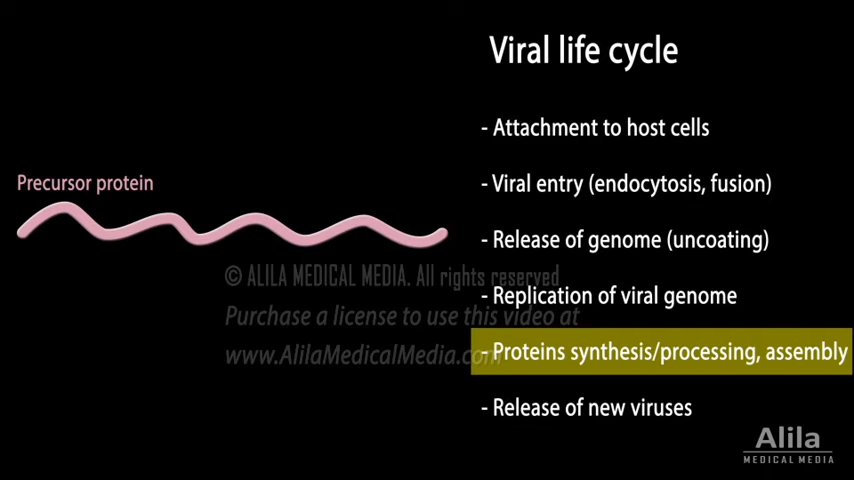 Viral life cycle
- Attachment to host cells
Precursor protein
- Viral entry (endocytosis, fusion)
- Release of genome (uncoating)
© ALILA MEDICAL MEDIA. All rights reserved
- Replication of viral genome
Purchase a license to use this video at
www.AlilaMedicalMedia.com
- Proteins synthesis/processing, assembly
- Release of new viruses
Alila
MEDICAL MEDIA